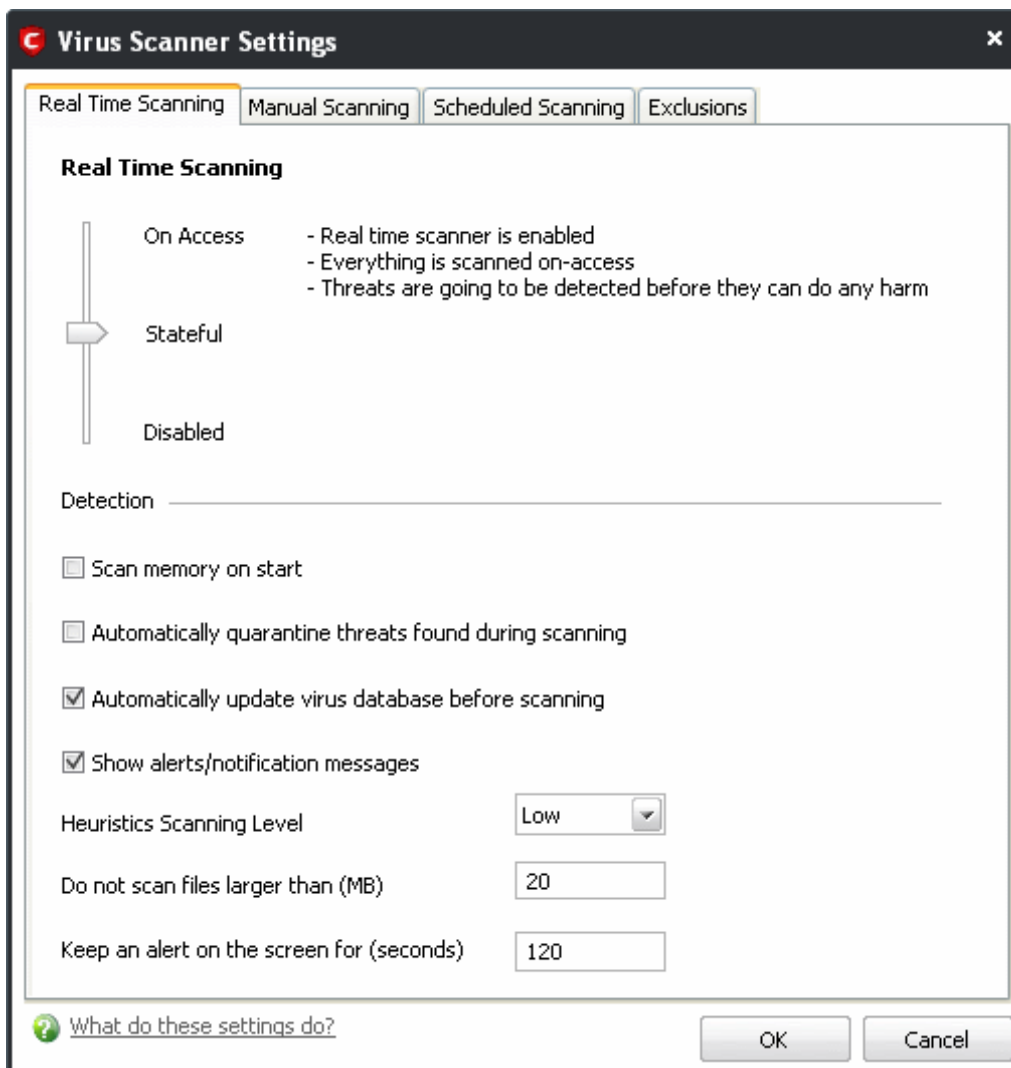 Virus Scanner Settings
Real Time Scanning
Manual Scanning
Scheduled Scanning
Exclusions
Real Time Scanning
On Access
- Real time scanner is enabled
- Everything is scanned on-access
- Threats are going to be detected before they can do any harm
Stateful
Disabled
Detection
Scan memory on start
Automatically quarantine threats found during scanning
Automatically update virus database before scanning
Show alerts/notification messages
Heuristics Scanning Level
Low
Do not scan files larger than (MB)
20
Keep an alert on the screen for (seconds)
120
What do these settings do?
OK
Cancel